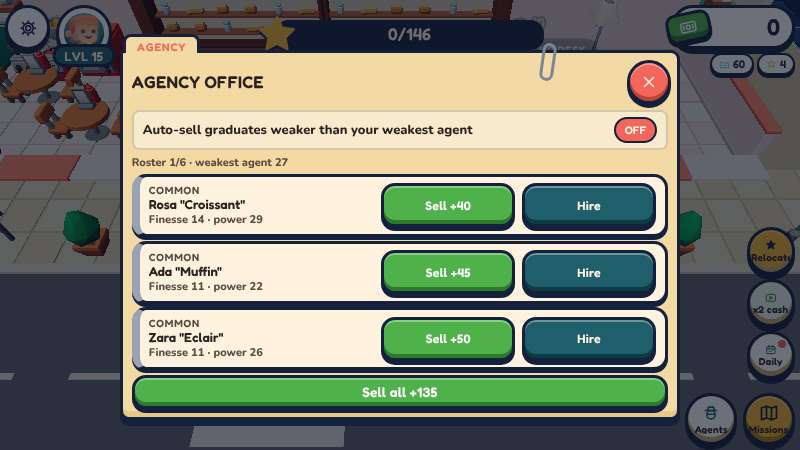 LVL 15
0/146
0
60
4
AGENCY
AGENCY OFFICE
Auto-sell graduates weaker than your weakest agent
OFF
Roster 1/6 · weakest agent 27
COMMON
Rosa "Croissant"
Finesse 14 · power 29
Sell +40
Hire
COMMON
Ada "Muffin"
Finesse 11 · power 22
Sell +45
Hire
COMMON
Zara "Eclair"
Finesse 11 · power 26
Sell +50
Hire
Sell all +135
Relocate
x2 cash
Daily
Agents
Missions